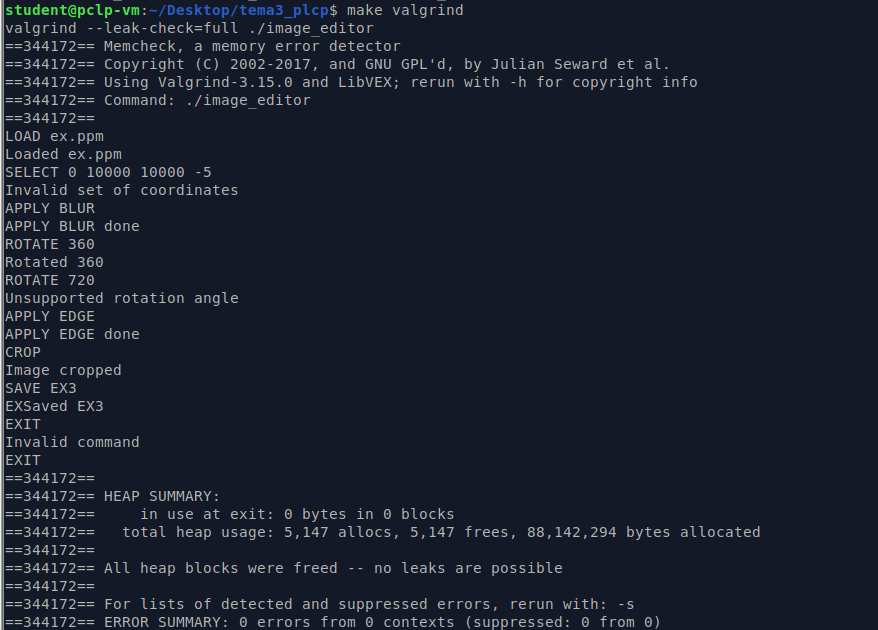 student@pclp-vm:~/Desktop/tema3_plcp$ make valgrind
valgrind --leak-check=full ./image_editor
==344172== Memcheck, a memory error detector
==344172== Copyright (C) 2002-2017, and GNU GPL'd, by Julian Seward et al.
==344172== Using Valgrind-3.15.0 and LibVEX; rerun with -h for copyright info
==344172== Command: ./image_editor
==344172==
LOAD ex.ppm
Loaded ex.ppm
SELECT 0 10000 10000 -5
Invalid set of coordinates
APPLY BLUR
APPLY BLUR done
ROTATE 360
Rotated 360
ROTATE 720
Unsupported rotation angle
APPLY EDGE
APPLY EDGE done
CROP
Image cropped
SAVE EX3
EXSaved EX3
EXIT
Invalid command
EXIT
==344172==
==344172== HEAP SUMMARY:
==344172==     in use at exit: 0 bytes in 0 blocks
==344172==   total heap usage: 5,147 allocs, 5,147 frees, 88,142,294 bytes allocated
==344172==
==344172== All heap blocks were freed -- no leaks are possible
==344172==
==344172== For lists of detected and suppressed errors, rerun with: -s
==344172== ERROR SUMMARY: 0 errors from 0 contexts (suppressed: 0 from 0)